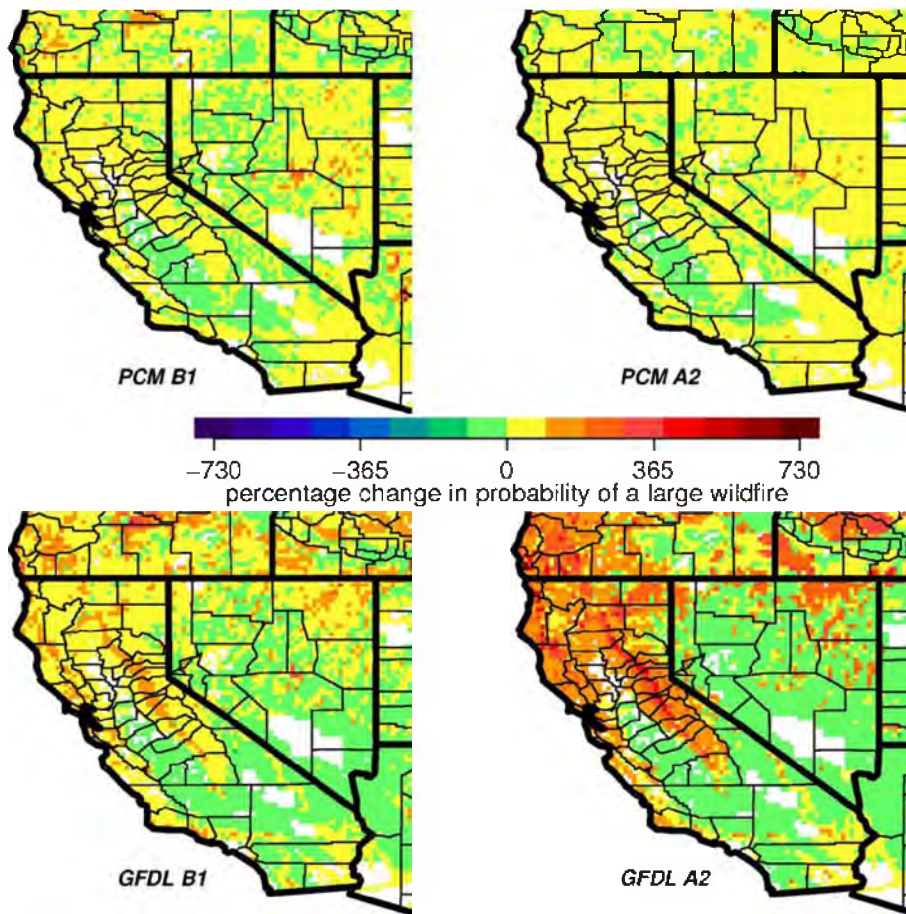 PCM B1
PCM A2
−730 −365 0 365 730
percentage change in probability of a large wildfire
GFDL B1
GFDL A2